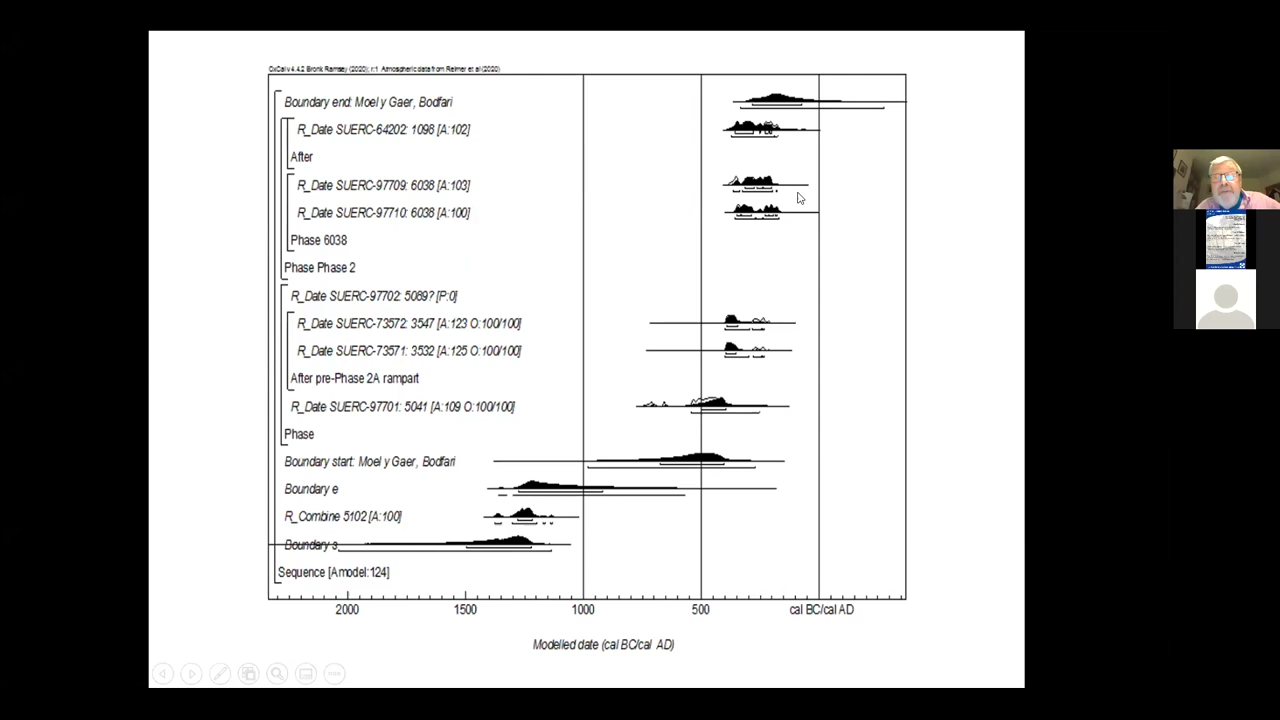 OxCal v4.4.2 Bronk Ramsey (2020); r:1 Atmospheric data from Reimer et al (2020)
Boundary end: Moel y Gaer, Bodfari
R_Date SUERC-64202: 1098 [A:102]
After
R_Date SUERC-97709: 6038 [A:103]
R_Date SUERC-97710: 6038 [A:100]
Phase 6038
Phase Phase 2
R_Date SUERC-97702: 5089? [P:0]
R_Date SUERC-73572: 3547 [A:123 O:100/100]
R_Date SUERC-73571: 3532 [A:125 O:100/100]
After pre-Phase 2A rampart
R_Date SUERC-97701: 5041 [A:109 O:100/100]
Phase
Boundary start: Moel y Gaer, Bodfari
Boundary e
R_Combine 5102 [A:100]
Boundary s
Sequence [Amodel:124]
2000 1500 1000 500 cal BC/cal AD
Modelled date (cal BC/cal AD)